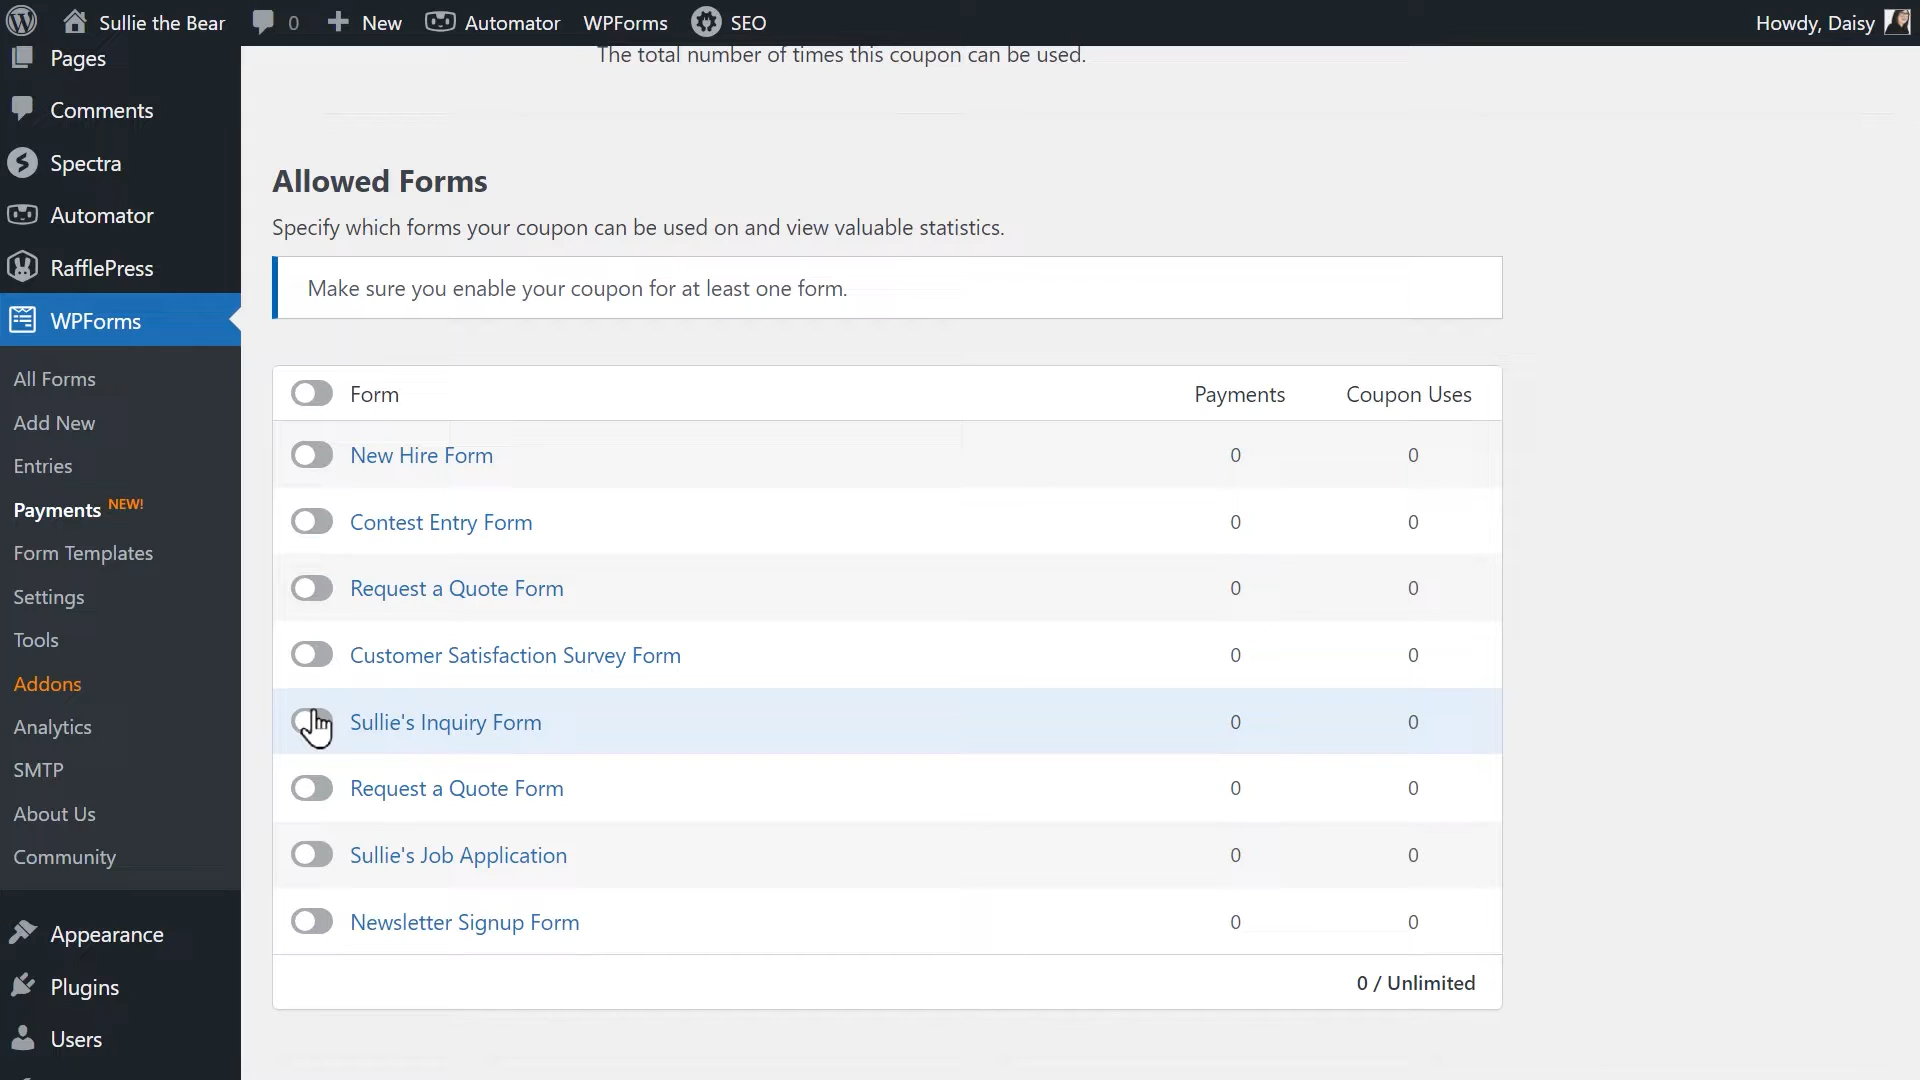 Sullie the Bear 0 New Automator WPForms SEO Howdy, Daisy
Pages
Comments
Spectra
Automator
RafflePress
WPForms
All Forms
Add New
Entries
Payments NEW!
Form Templates
Settings
Tools
Addons
Analytics
SMTP
About Us
Community
Appearance
Plugins
Users
The total number of times this coupon can be used.
Allowed Forms
Specify which forms your coupon can be used on and view valuable statistics.
Make sure you enable your coupon for at least one form.
Form Payments Coupon Uses
New Hire Form 0 0
Contest Entry Form 0 0
Request a Quote Form 0 0
Customer Satisfaction Survey Form 0 0
Sullie's Inquiry Form 0 0
Request a Quote Form 0 0
Sullie's Job Application 0 0
Newsletter Signup Form 0 0
0 / Unlimited